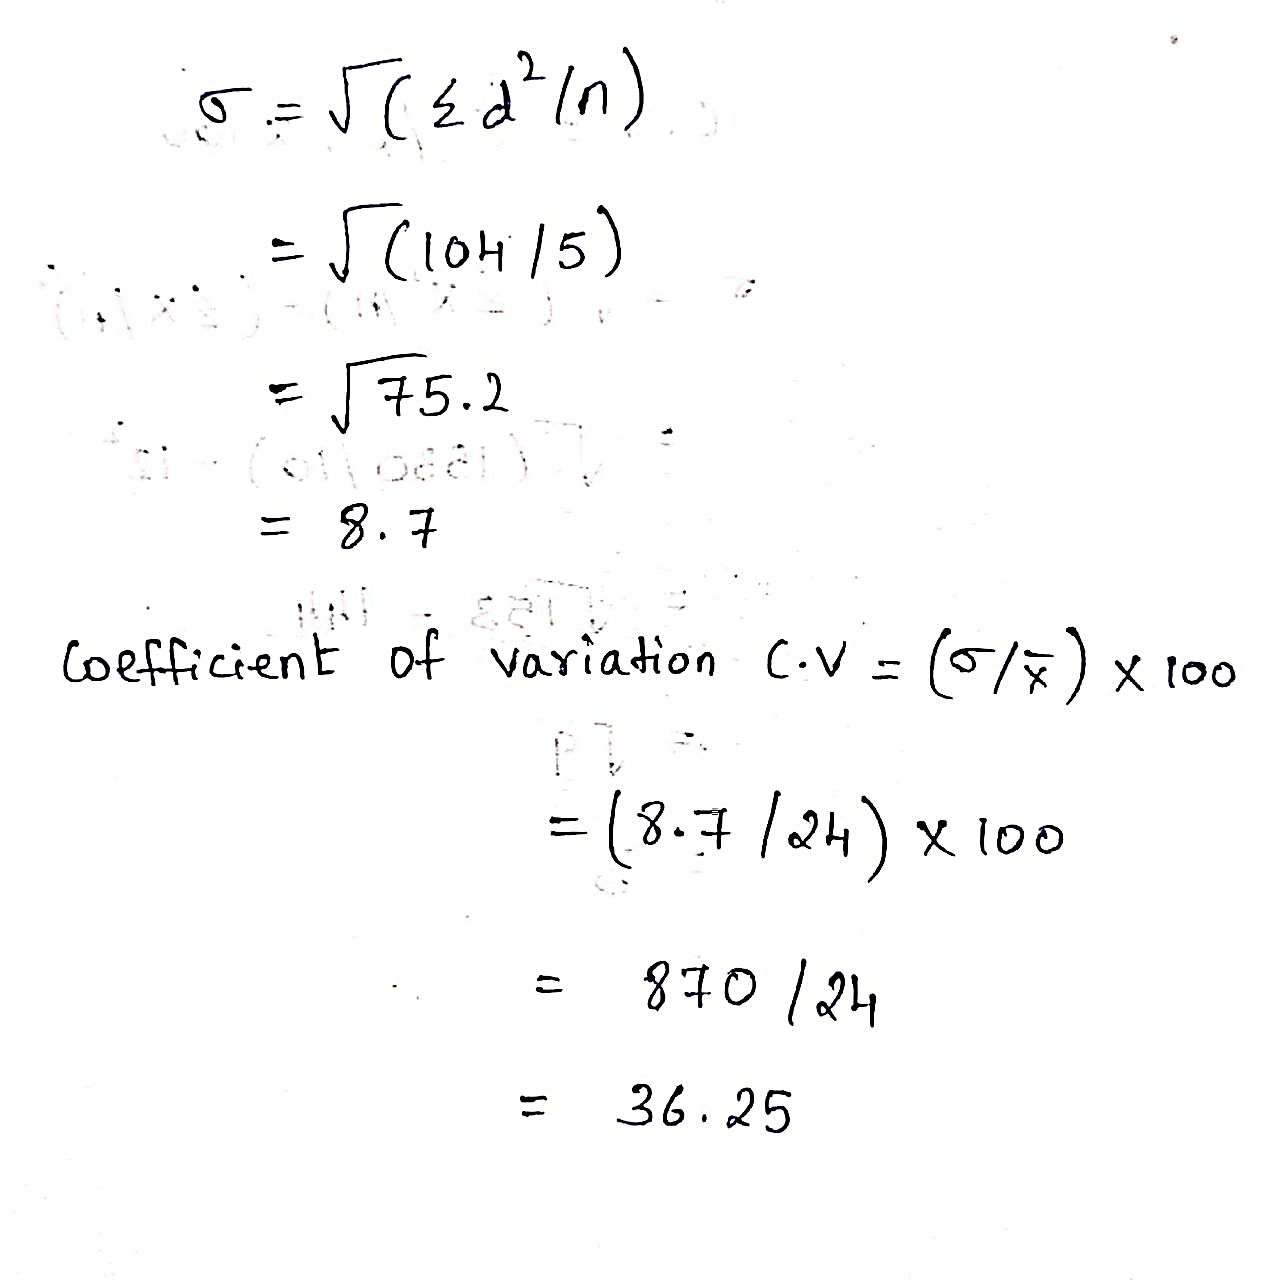 σ = √(Σd²/n)
= √(104/5)
= √75.2
= 8.7
Coefficient of variation C.V = (σ/x̄) × 100
= (8.7/24) × 100
= 870/24
= 36.25